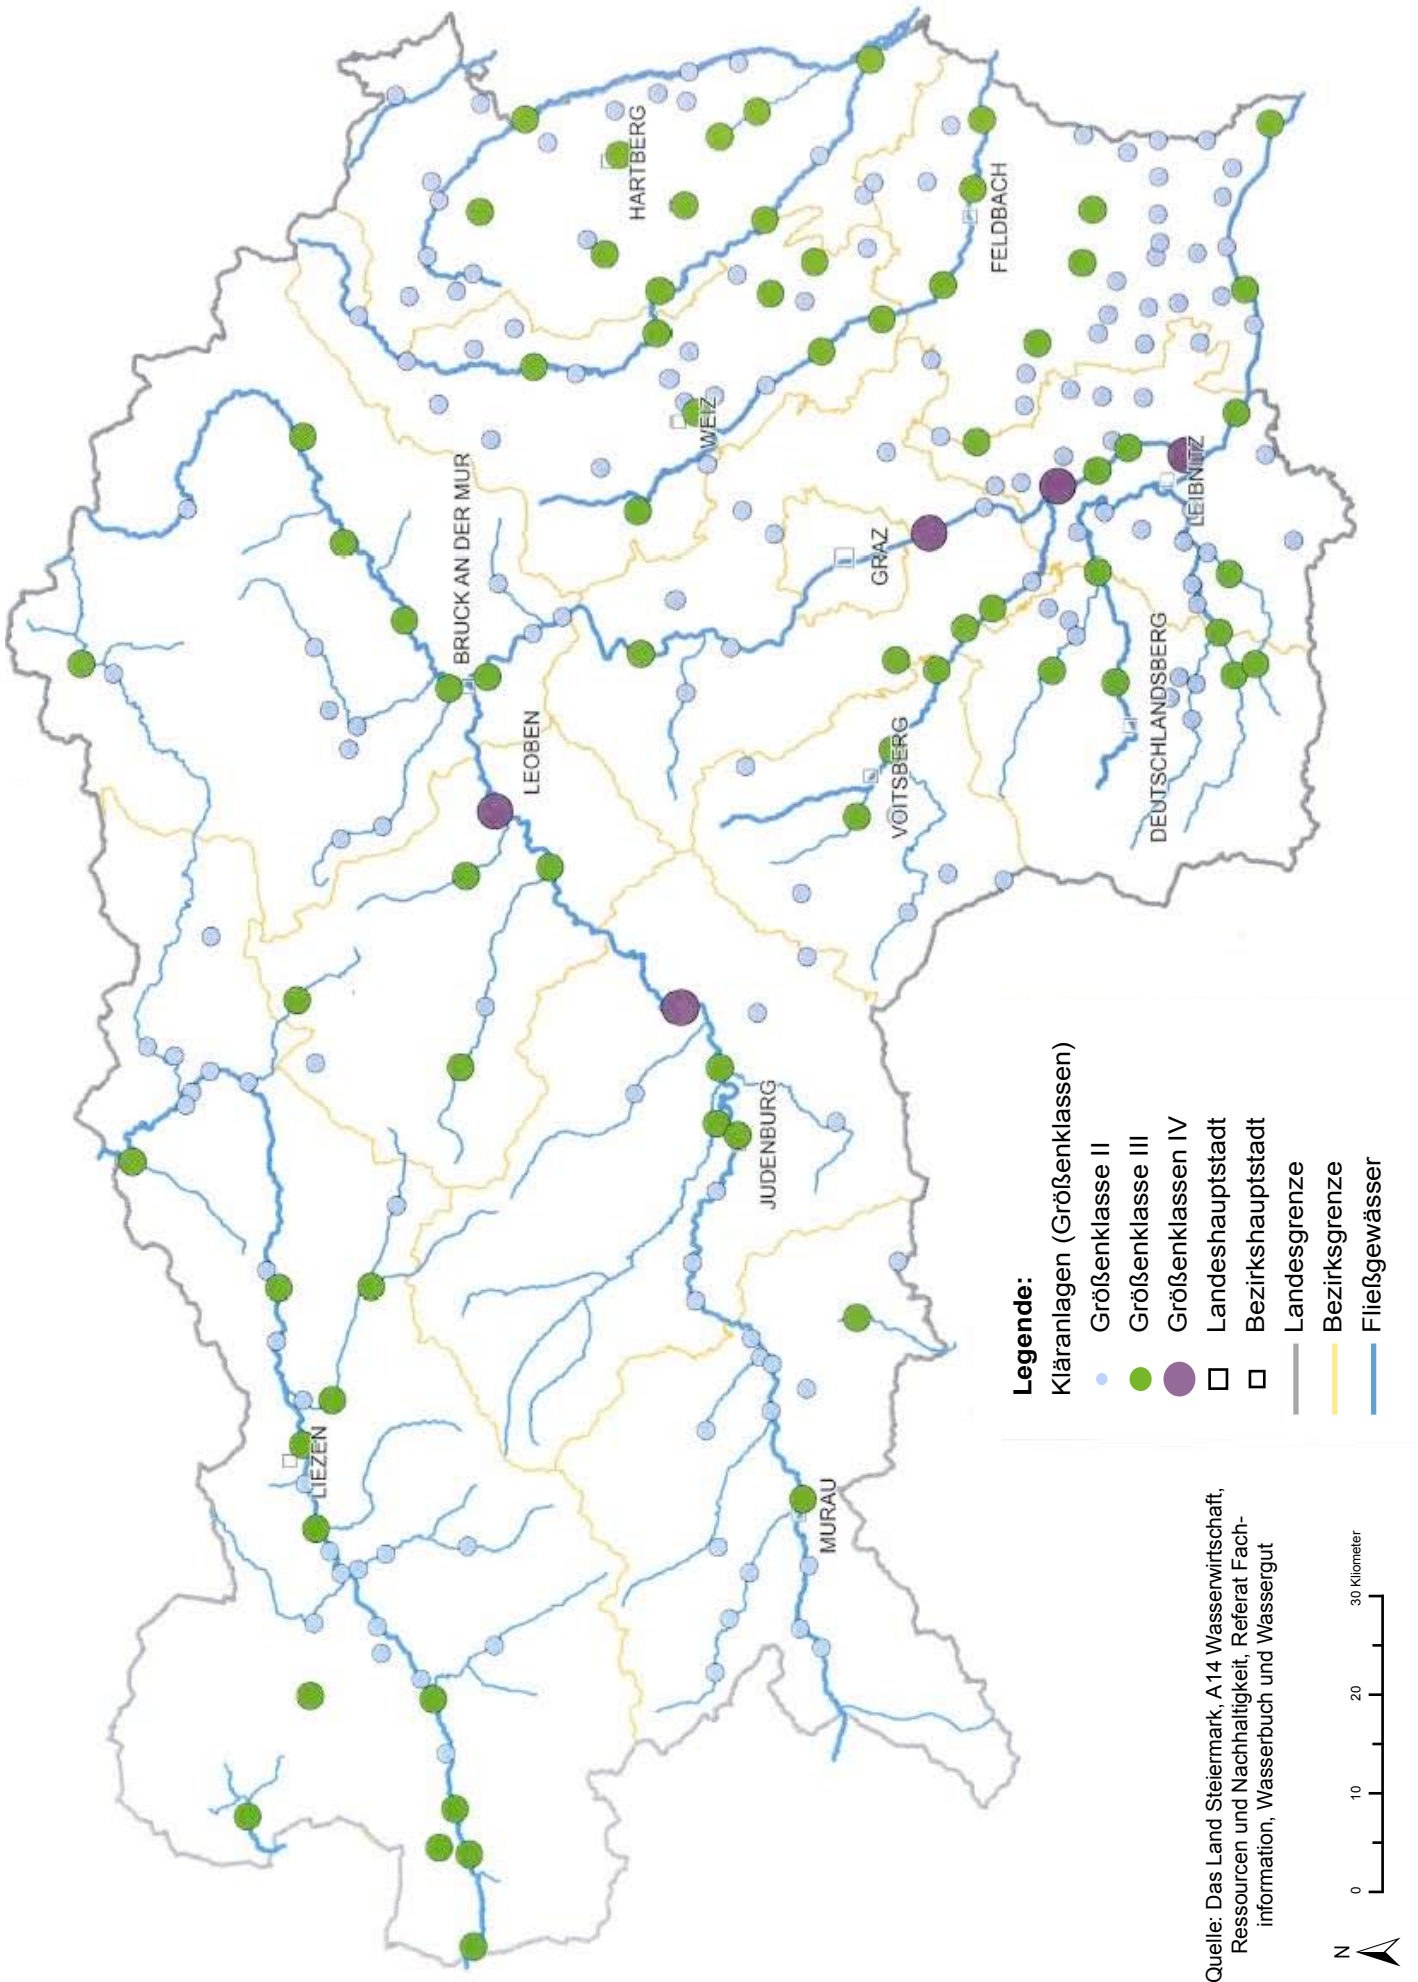 HARTBERG
FELDBACH
WEIZ
BRUCK AN DER MUR
GRAZ
LEIBNITZ
LEOBEN
VOITSBERG
DEUTSCHLANDSBERG
JUDENBURG
LIEZEN
MURAU
Legende:
Kläranlagen (Größenklassen)
Größenklasse II
Größenklasse III
Größenklassen IV
Landeshauptstadt
Bezirkshauptstadt
Landesgrenze
Bezirksgrenze
Fließgewässer
Quelle: Das Land Steiermark, A14 Wasserwirtschaft,
Ressourcen und Nachhaltigkeit, Referat Fach-
information, Wasserbuch und Wassergut
N
0 10 20 30 Kliometer